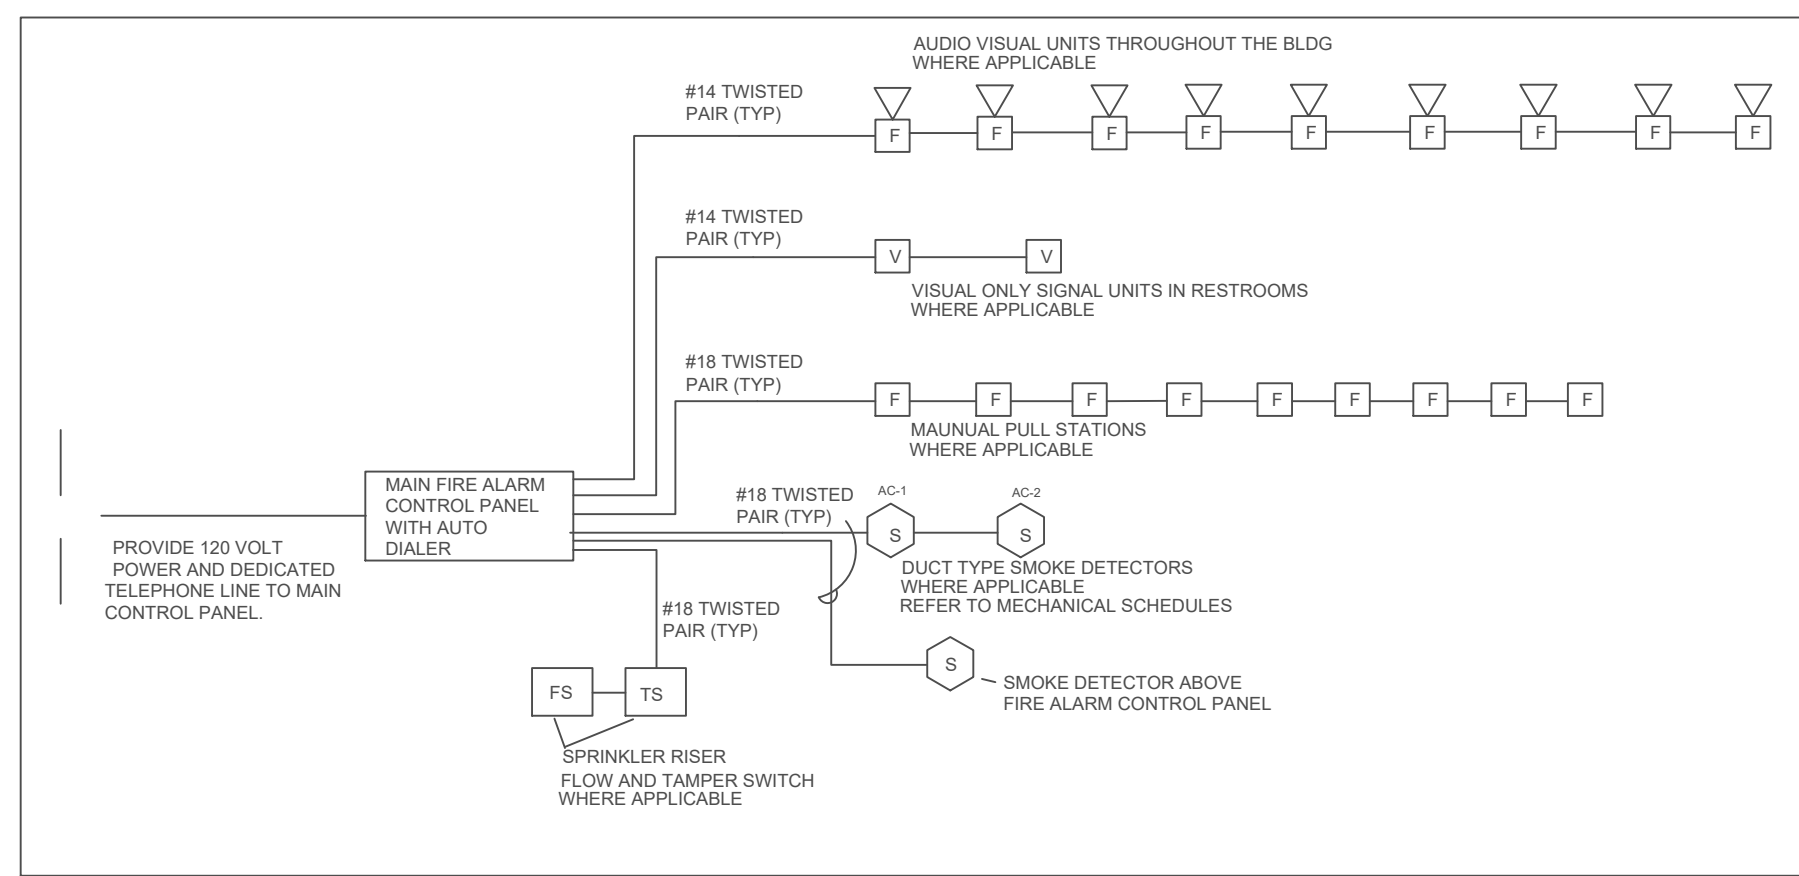 AUDIO VISUAL UNITS THROUGHOUT THE BLDG
WHERE APPLICABLE
#14 TWISTED
PAIR (TYP)
F F F F F F F F F
#14 TWISTED
PAIR (TYP)
V V
VISUAL ONLY SIGNAL UNITS IN RESTROOMS
WHERE APPLICABLE
#18 TWISTED
PAIR (TYP)
F F F F F F F F F
MAUNUAL PULL STATIONS
WHERE APPLICABLE
MAIN FIRE ALARM
CONTROL PANEL
WITH AUTO
DIALER
#18 TWISTED
PAIR (TYP)
AC-1 AC-2
S S
DUCT TYPE SMOKE DETECTORS
WHERE APPLICABLE
REFER TO MECHANICAL SCHEDULES
PROVIDE 120 VOLT
POWER AND DEDICATED
TELEPHONE LINE TO MAIN
CONTROL PANEL.
#18 TWISTED
PAIR (TYP)
S
SMOKE DETECTOR ABOVE
FIRE ALARM CONTROL PANEL
FS TS
SPRINKLER RISER
FLOW AND TAMPER SWITCH
WHERE APPLICABLE